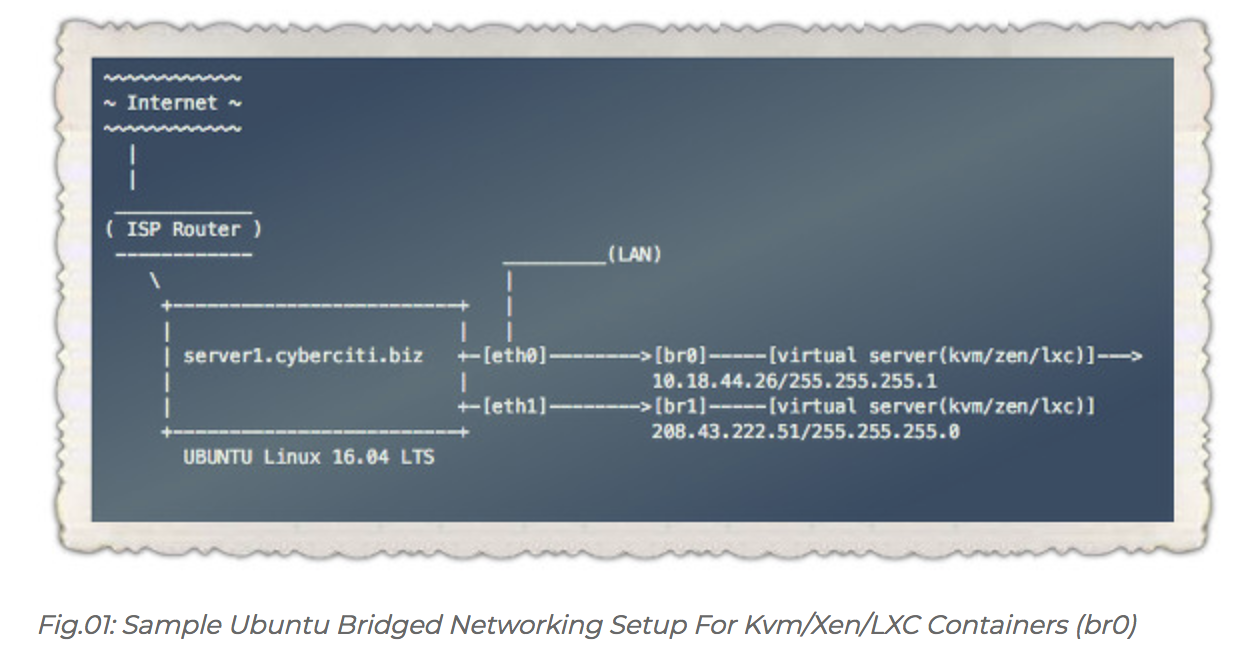 ~ Internet ~
( ISP Router )
(LAN)
server1.cyberciti.biz +-[eth0]-------->[br0]-----[virtual server(kvm/zen/lxc)]--->
10.18.44.26/255.255.255.1
+-[eth1]-------->[br1]-----[virtual server(kvm/zen/lxc)]
208.43.222.51/255.255.255.0
UBUNTU Linux 16.04 LTS
Fig.01: Sample Ubuntu Bridged Networking Setup For Kvm/Xen/LXC Containers (br0)